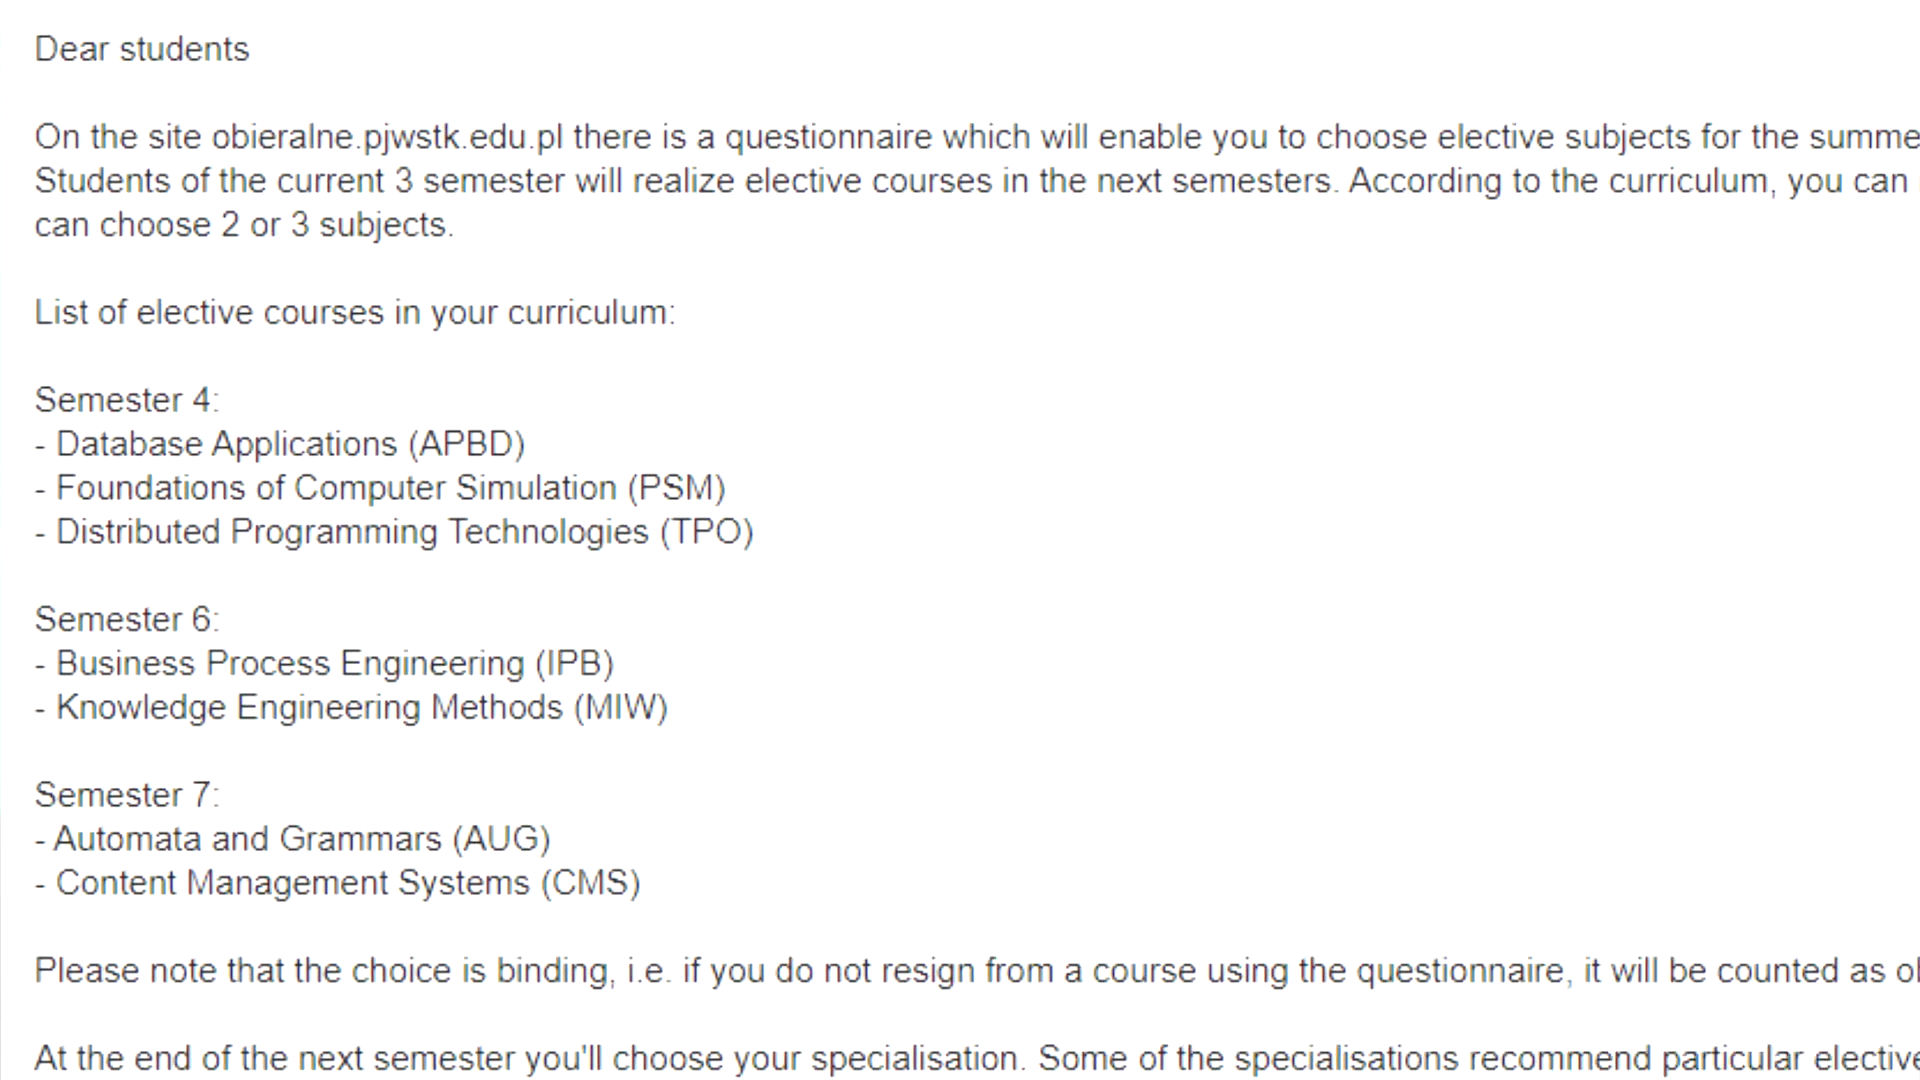 Dear students
On the site obieralne.pjwstk.edu.pl there is a questionnaire which will enable you to choose elective subjects for the summe
Students of the current 3 semester will realize elective courses in the next semesters. According to the curriculum, you can
can choose 2 or 3 subjects.
List of elective courses in your curriculum:
Semester 4:
- Database Applications (APBD)
- Foundations of Computer Simulation (PSM)
- Distributed Programming Technologies (TPO)
Semester 6:
- Business Process Engineering (IPB)
- Knowledge Engineering Methods (MIW)
Semester 7:
- Automata and Grammars (AUG)
- Content Management Systems (CMS)
Please note that the choice is binding, i.e. if you do not resign from a course using the questionnaire, it will be counted as
At the end of the next semester you'll choose your specialisation. Some of the specialisations recommend particular elective